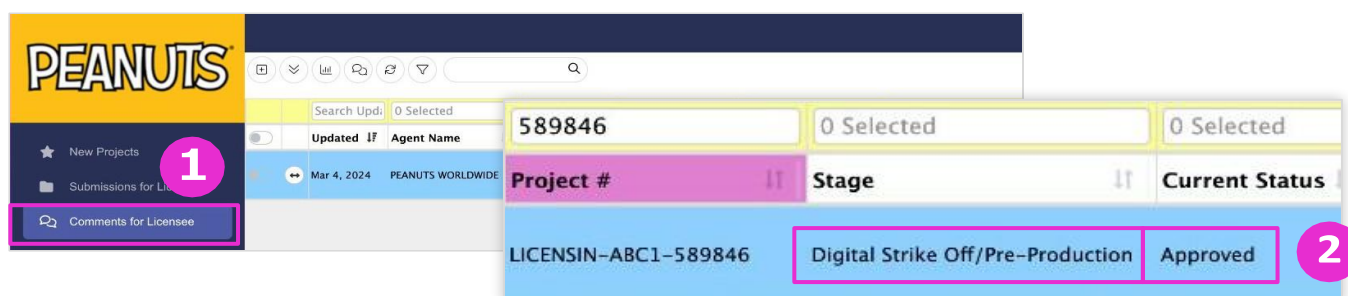 PEANUTS
New Projects
1
Submissions for Li
Comments for Licensee
Search Upda 0 Selected
Updated Agent Name
Mar 4, 2024 PEANUTS WORLDWIDE
589846 0 Selected 0 Selected
Project # Stage Current Status
LICENSIN-ABC1-589846 Digital Strike Off/Pre-Production Approved
2